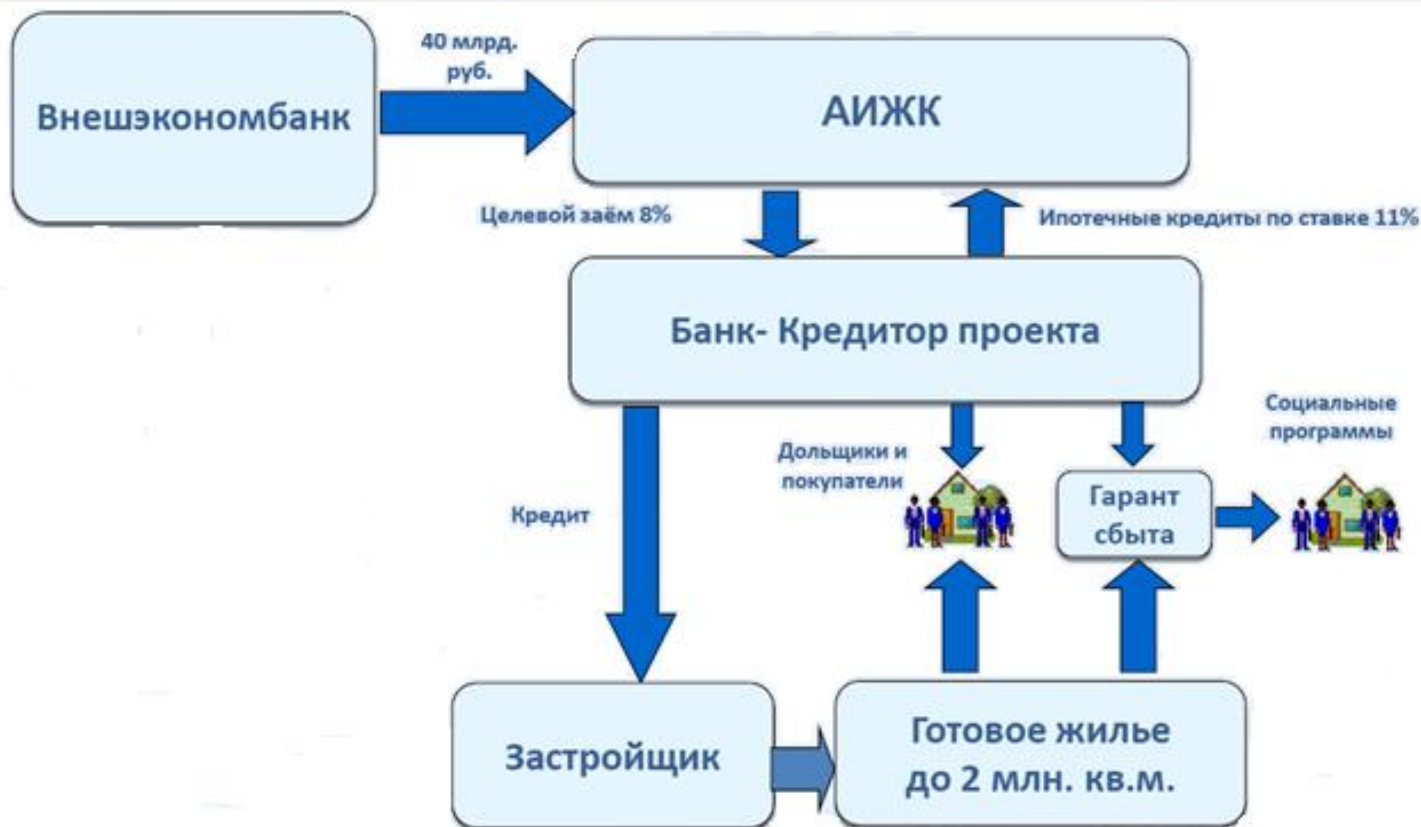 40 млрд.
руб.
Внешэкономбанк
АИЖК
Целевой заём 8%
Ипотечные кредиты по ставке 11%
Банк- Кредитор проекта
Социальные
программы
Дольщики и
покупатели
Гарант
сбыта
Кредит
Застройщик
Готовое жилье
до 2 млн. кв.м.